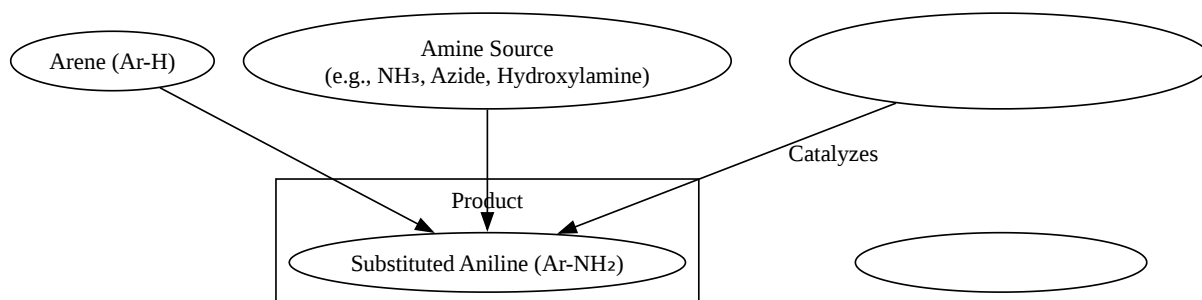 Arene (Ar-H)
Amine Source
(e.g., NH₃, Azide, Hydroxylamine)
Catalyzes
Product
Substituted Aniline (Ar-NH₂)